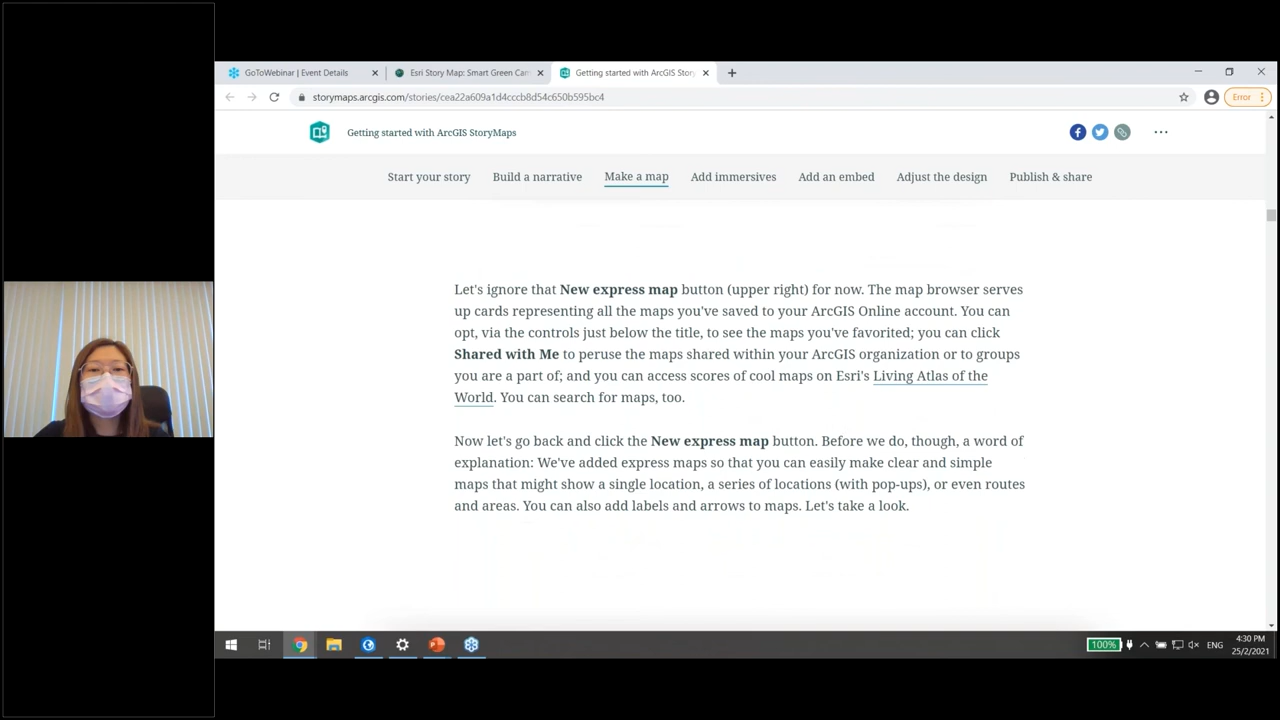 GoToWebinar | Event Details
Esri Story Map: Smart Green Cam
Getting started with ArcGIS Story
storymaps.arcgis.com/stories/cea22a609a1d4cccb8d54c650b595bc4
Error
Getting started with ArcGIS StoryMaps
Start your story Build a narrative Make a map Add immersives Add an embed Adjust the design Publish & share
Let's ignore that New express map button (upper right) for now. The map browser serves
up cards representing all the maps you've saved to your ArcGIS Online account. You can
opt, via the controls just below the title, to see the maps you've favorited; you can click
Shared with Me to peruse the maps shared within your ArcGIS organization or to groups
you are a part of; and you can access scores of cool maps on Esri's Living Atlas of the
World. You can search for maps, too.
Now let's go back and click the New express map button. Before we do, though, a word of
explanation: We've added express maps so that you can easily make clear and simple
maps that might show a single location, a series of locations (with pop-ups), or even routes
and areas. You can also add labels and arrows to maps. Let's take a look.
100%
ENG
4:30 PM
25/2/2021